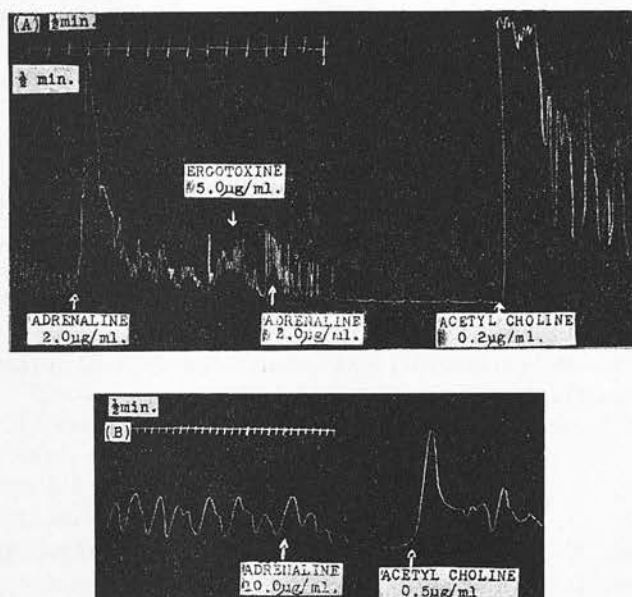 (A) ½min.
½ min.
ERGOTOXINE
5.0µg/ml.
ADRENALINE
2.0µg/ml.
ADRENALINE
2.0µg/ml.
ACETYL CHOLINE
0.2µg/ml.
½min.
(B)
ADRENALINE
10.0µg/ml.
ACETYL CHOLINE
0.5µg/ml